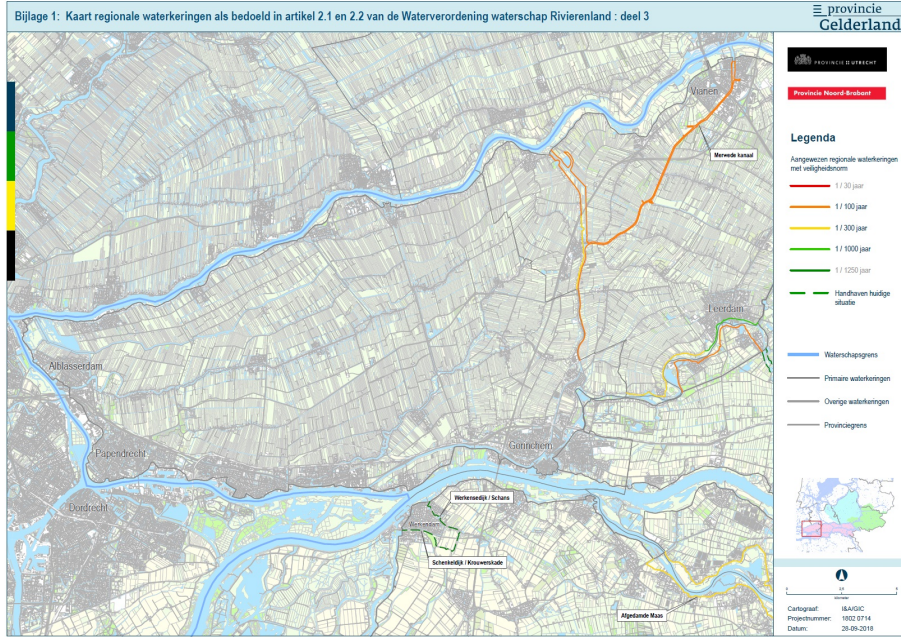 Bijlage 1: Kaart regionale waterkeringen als bedoeld in artikel 2.1 en 2.2 van de Waterverordening waterschap Rivierenland : deel 3
provincie
Gelderland
PROVINCIE UTRECHT
Provincie Noord-Brabant
Legenda
Aangewezen regionale waterkeringen
met veiligheidsnorm
1 / 30 jaar
1 / 100 jaar
1 / 300 jaar
1 / 1000 jaar
1 / 1250 jaar
Handhaven huidige
situatie
Waterschapsgrens
Primaire waterkeringen
Overige waterkeringen
Provinciegrens
Vianen
Merwede kanaal
Leerdam
Alblasserdam
Papendrecht
Gorinchem
Dordrecht
Werkensedijk / Schans
Werkendam
Schenkeldijk / Krouwerskade
Afgedamde Maas
Cartograaf: I&A/GIC
Projectnummer: 1802.0714
Datum: 28-09-2018